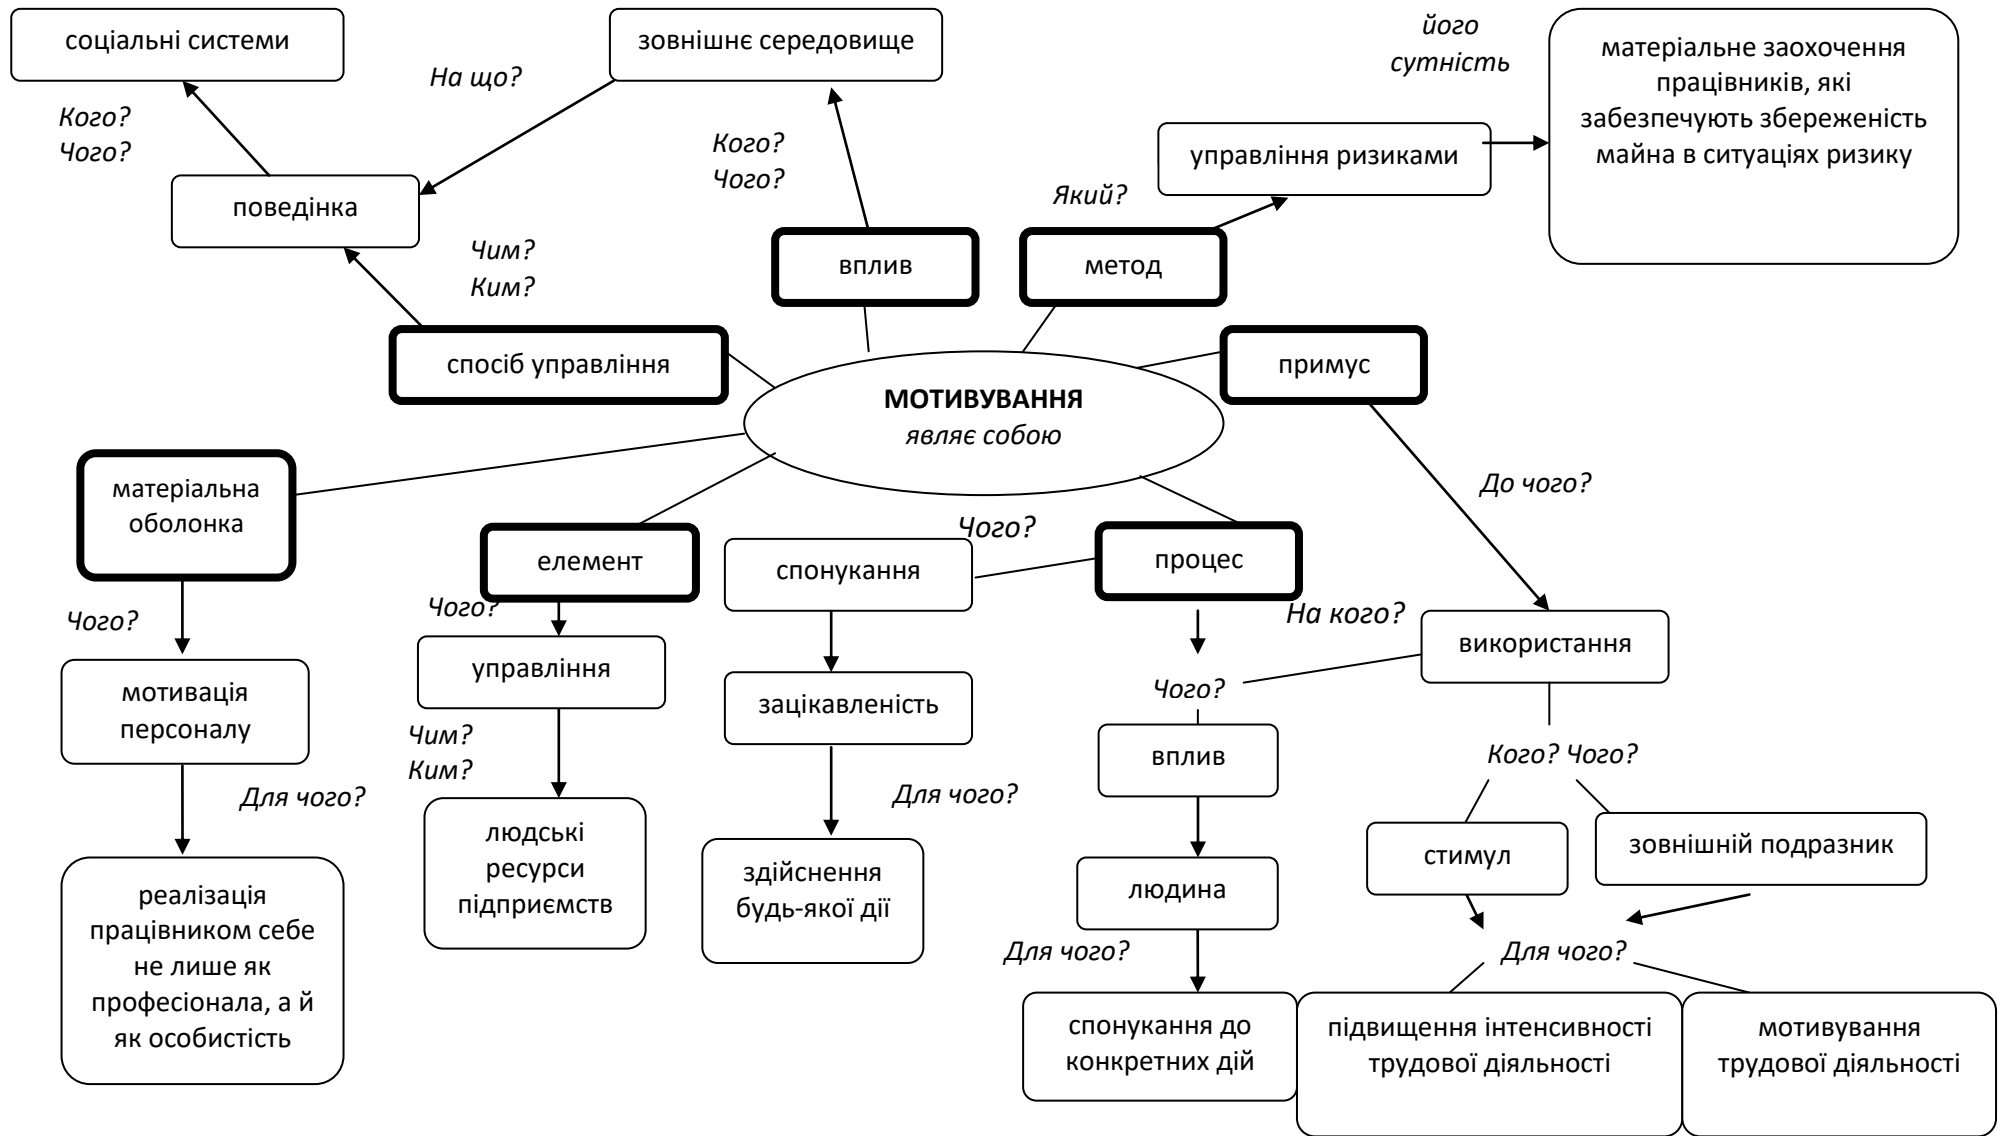 соціальні системи
зовнішнє середовище
його
сутність
матеріальне заохочення
працівників, які
забезпечують збереженість
майна в ситуаціях ризику
На що?
Кого?
Чого?
Кого?
Чого?
управління ризиками
Який?
поведінка
Чим?
Ким?
вплив
метод
спосіб управління
примус
МОТИВУВАННЯ
являє собою
До чого?
матеріальна
оболонка
елемент
Чого?
спонукання
процес
Чого?
Чого?
На кого?
використання
управління
Чого?
мотивація
персоналу
зацікавленість
Чим?
Ким?
вплив
Кого? Чого?
Для чого?
Для чого?
людські
ресурси
підприємств
стимул
зовнішній подразник
здійснення
будь-якої дії
людина
реалізація
працівником себе
не лише як
професіонала, а й
як особистість
Для чого?
Для чого?
спонукання до
конкретних дій
підвищення інтенсивності
трудової діяльності
мотивування
трудової діяльності